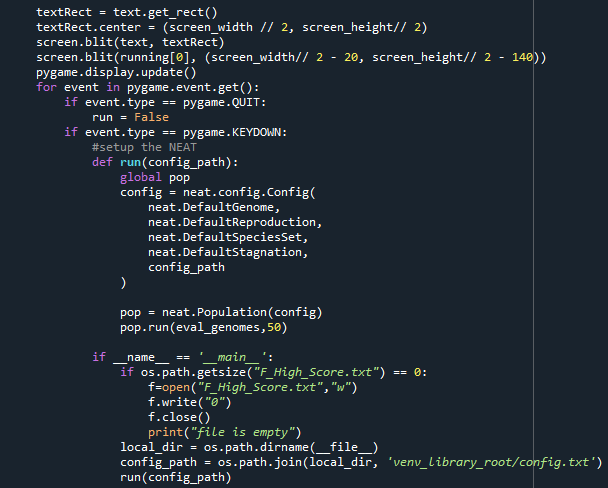 textRect = text.get_rect()
textRect.center = (screen_width // 2, screen_height// 2)
screen.blit(text, textRect)
screen.blit(running[0], (screen_width// 2 - 20, screen_height// 2 - 140))
pygame.display.update()
for event in pygame.event.get():
    if event.type == pygame.QUIT:
        run = False
    if event.type == pygame.KEYDOWN:
        #setup the NEAT
        def run(config_path):
            global pop
            config = neat.config.Config(
                neat.DefaultGenome,
                neat.DefaultReproduction,
                neat.DefaultSpeciesSet,
                neat.DefaultStagnation,
                config_path
            )

            pop = neat.Population(config)
            pop.run(eval_genomes,50)

        if __name__ == '__main__':
            if os.path.getsize("F_High_Score.txt") == 0:
                f=open("F_High_Score.txt","w")
                f.write("0")
                f.close()
                print("file is empty")
            local_dir = os.path.dirname(__file__)
            config_path = os.path.join(local_dir, 'venv_library_root/config.txt')
            run(config_path)